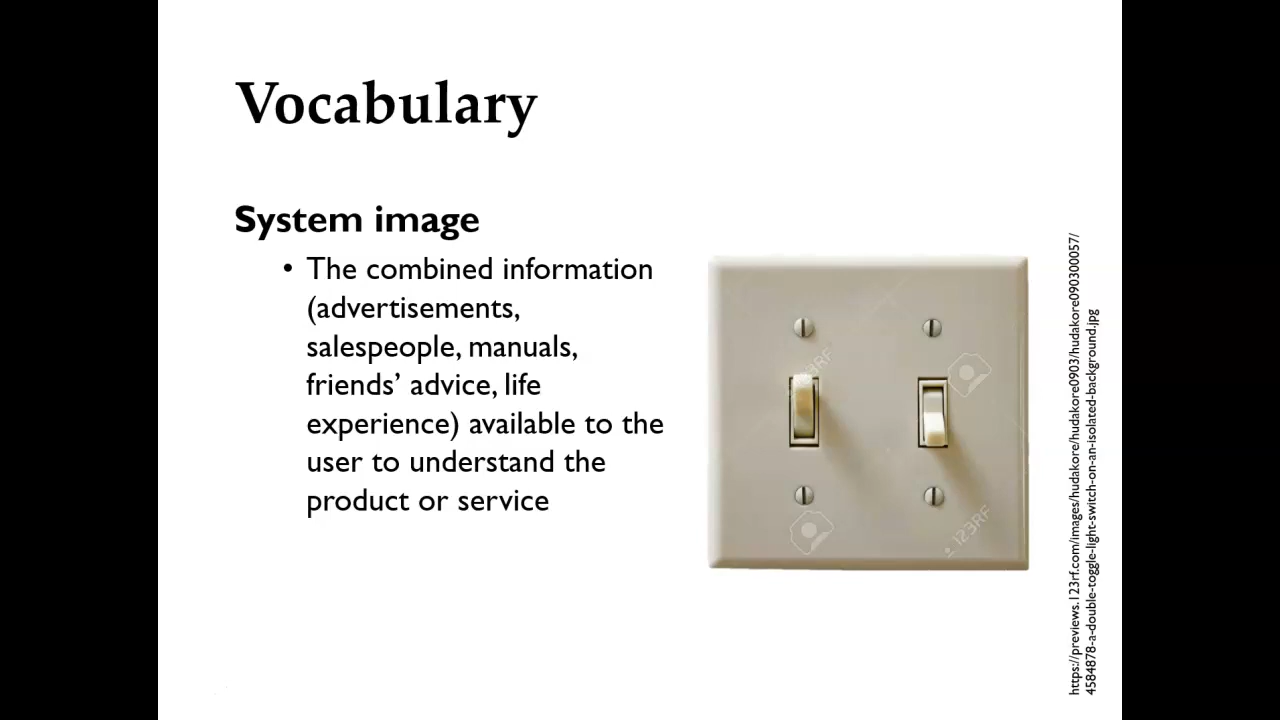 Vocabulary
System image
• The combined information
(advertisements,
salespeople, manuals,
friends’ advice, life
experience) available to the
user to understand the
product or service
123RF
123RF
https://previews.123rf.com/images/hudakore/hudakore0903/hudakore090300057/
4584878-a-double-toggle-light-switch-on-an-isolated-background.jpg